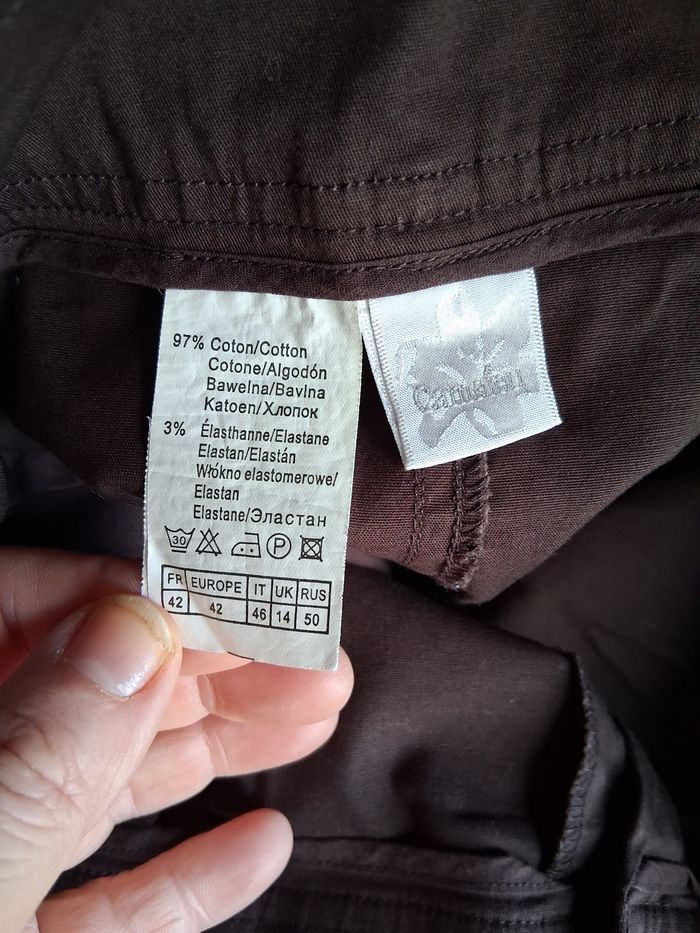 97% Coton/Cotton
Cotone/Algodón
Bawelna/Bavlna
Katoen/Хлопок
3% Élasthanne/Elastane
Elastan/Elastán
Włókno elastomerowe/
Elastan
Elastane/Эластан
30 P
FR EUROPE IT UK RUS
42 42 46 14 50